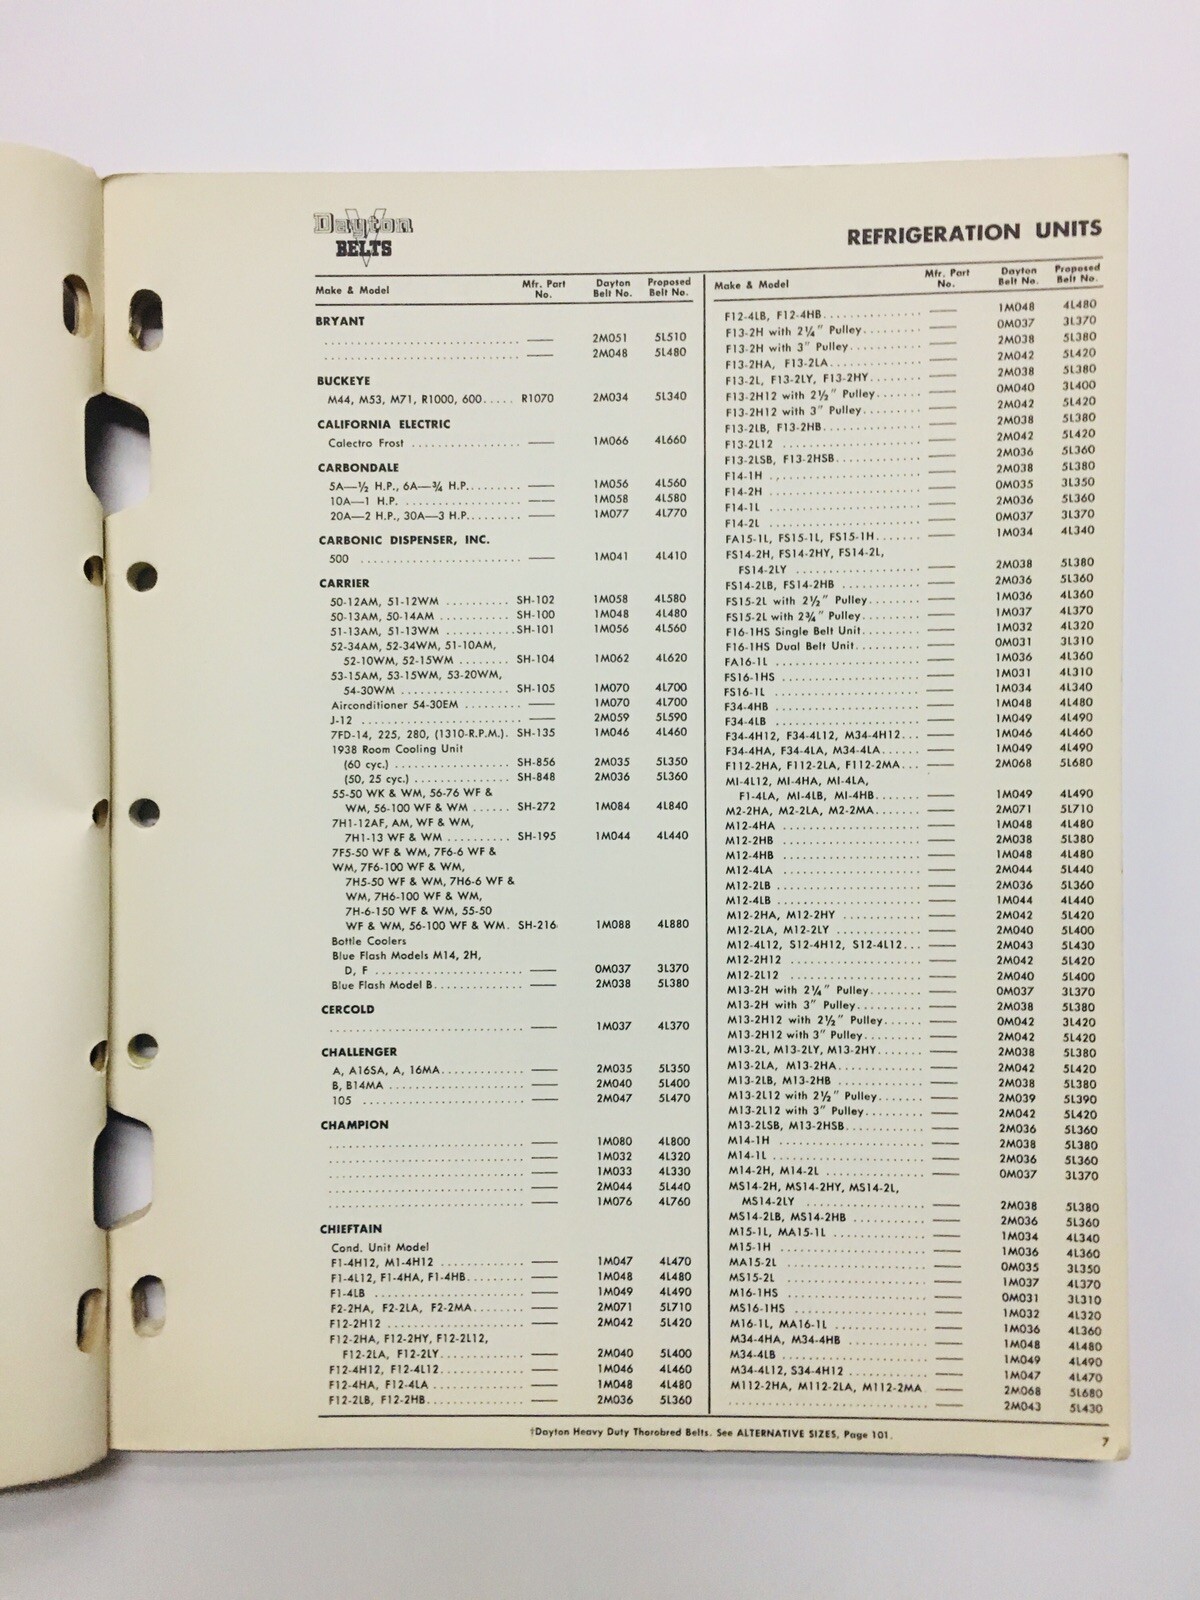 Dayton
BELTS
REFRIGERATION UNITS
Make & Model Mfr. Part No. Dayton Belt No. Proposed Belt No.
BRYANT
2M051 5L510
2M048 5L480
BUCKEYE
M44, M53, M71, R1000, 600..... R1070 2M034 5L340
CALIFORNIA ELECTRIC
Calectro Frost 1M066 4L660
CARBONDALE
5A—½ H.P., 6A—¾ H.P. 1M056 4L560
10A—1 H.P. 1M058 4L580
20A—2 H.P., 30A—3 H.P. 1M077 4L770
CARBONIC DISPENSER, INC.
500 1M041 4L410
CARRIER
50-12AM, 51-12WM SH-102 1M058 4L580
50-13AM, 50-14AM SH-100 1M048 4L480
51-13AM, 51-13WM SH-101 1M056 4L560
52-34AM, 52-34WM, 51-10AM,
52-10WM, 52-15WM SH-104 1M062 4L620
53-15AM, 53-15WM, 53-20WM,
54-30WM SH-105 1M070 4L700
Airconditioner 54-30EM 1M070 4L700
J-12 2M059 5L590
7FD-14, 225, 280, (1310-R.P.M.). SH-135 1M046 4L460
1938 Room Cooling Unit
(60 cyc.) SH-856 2M035 5L350
(50, 25 cyc.) SH-848 2M036 5L360
55-50 WK & WM, 56-76 WF &
WM, 56-100 WF & WM SH-272 1M084 4L840
7H1-12AF, AM, WF & WM,
7H1-13 WF & WM SH-195 1M044 4L440
7F5-50 WF & WM, 7F6-6 WF &
WM, 7F6-100 WF & WM,
7H5-50 WF & WM, 7H6-6 WF &
WM, 7H6-100 WF & WM,
7H-6-150 WF & WM, 55-50
WF & WM, 56-100 WF & WM. SH-216 1M088 4L880
Bottle Coolers
Blue Flash Models M14, 2H,
D, F 0M037 3L370
Blue Flash Model B 2M038 5L380
CERCOLD
1M037 4L370
CHALLENGER
A, A16SA, A, 16MA 2M035 5L350
B, B14MA 2M040 5L400
105 2M047 5L470
CHAMPION
1M080 4L800
1M032 4L320
1M033 4L330
2M044 5L440
1M076 4L760
CHIEFTAIN
Cond. Unit Model
F1-4H12, M1-4H12 1M047 4L470
F1-4L12, F1-4HA, F1-4HB 1M048 4L480
F1-4LB 1M049 4L490
F2-2HA, F2-2LA, F2-2MA 2M071 5L710
F12-2H12 2M042 5L420
F12-2HA, F12-2HY, F12-2L12,
F12-2LA, F12-2LY 2M040 5L400
F12-4H12, F12-4L12 1M046 4L460
F12-4HA, F12-4LA 1M048 4L480
F12-2LB, F12-2HB 2M036 5L360
Make & Model Mfr. Part No. Dayton Belt No. Proposed Belt No.
F12-4LB, F12-4HB 1M048 4L480
F13-2H with 2¼" Pulley 0M037 3L370
F13-2H with 3" Pulley 2M038 5L380
F13-2HA, F13-2LA 2M042 5L420
F13-2L, F13-2LY, F13-2HY 2M038 5L380
F13-2H12 with 2½" Pulley 0M040 3L400
F13-2H12 with 3" Pulley 2M042 5L420
F13-2LB, F13-2HB 2M038 5L380
F13-2L12 2M042 5L420
F13-2LSB, F13-2HSB 2M036 5L360
F14-1H 2M038 5L380
F14-2H 0M035 3L350
F14-1L 2M036 5L360
F14-2L 0M037 3L370
FA15-1L, FS15-1L, FS15-1H 1M034 4L340
FS14-2H, FS14-2HY, FS14-2L,
FS14-2LY 2M038 5L380
FS14-2LB, FS14-2HB 2M036 5L360
FS15-2L with 2½" Pulley 1M036 4L360
FS15-2L with 2¾" Pulley 1M037 4L370
F16-1HS Single Belt Unit 1M032 4L320
F16-1HS Dual Belt Unit 0M031 3L310
FA16-1L 1M036 4L360
FS16-1HS 1M031 4L310
FS16-1L 1M034 4L340
F34-4HB 1M048 4L480
F34-4LB 1M049 4L490
F34-4H12, F34-4L12, M34-4H12 1M046 4L460
F34-4HA, F34-4LA, M34-4LA 1M049 4L490
F112-2HA, F112-2LA, F112-2MA 2M068 5L680
MI-4L12, MI-4HA, MI-4LA,
F1-4LA, MI-4LB, MI-4HB 1M049 4L490
M2-2HA, M2-2LA, M2-2MA 2M071 5L710
M12-4HA 1M048 4L480
M12-2HB 2M038 5L380
M12-4HB 1M048 4L480
M12-4LA 2M044 5L440
M12-2LB 2M036 5L360
M12-4LB 1M044 4L440
M12-2HA, M12-2HY 2M042 5L420
M12-2LA, M12-2LY 2M040 5L400
M12-4L12, S12-4H12, S12-4L12 2M043 5L430
M12-2H12 2M042 5L420
M12-2L12 2M040 5L400
M13-2H with 2¼" Pulley 0M037 3L370
M13-2H with 3" Pulley 2M038 5L380
M13-2H12 with 2½" Pulley 0M042 3L420
M13-2H12 with 3" Pulley 2M042 5L420
M13-2L, M13-2LY, M13-2HY 2M038 5L380
M13-2LA, M13-2HA 2M042 5L420
M13-2LB, M13-2HB 2M038 5L380
M13-2L12 with 2½" Pulley 2M039 5L390
M13-2L12 with 3" Pulley 2M042 5L420
M13-2LSB, M13-2HSB 2M036 5L360
M14-1H 2M038 5L380
M14-1L 2M036 5L360
M14-2H, M14-2L 0M037 3L370
MS14-2H, MS14-2HY, MS14-2L,
MS14-2LY 2M038 5L380
MS14-2LB, MS14-2HB 2M036 5L360
M15-1L, MA15-1L 1M034 4L340
M15-1H 1M036 4L360
MA15-2L 0M035 3L350
MS15-2L 1M037 4L370
M16-1HS 0M031 3L310
MS16-1HS 1M032 4L320
M16-1L, MA16-1L 1M036 4L360
M34-4HA, M34-4HB 1M048 4L480
M34-4LB 1M049 4L490
M34-4L12, S34-4H12 1M047 4L470
M112-2HA, M112-2LA, M112-2MA 2M068 5L680
2M043 5L430
†Dayton Heavy Duty Thorobred Belts. See ALTERNATIVE SIZES, Page 101.
7